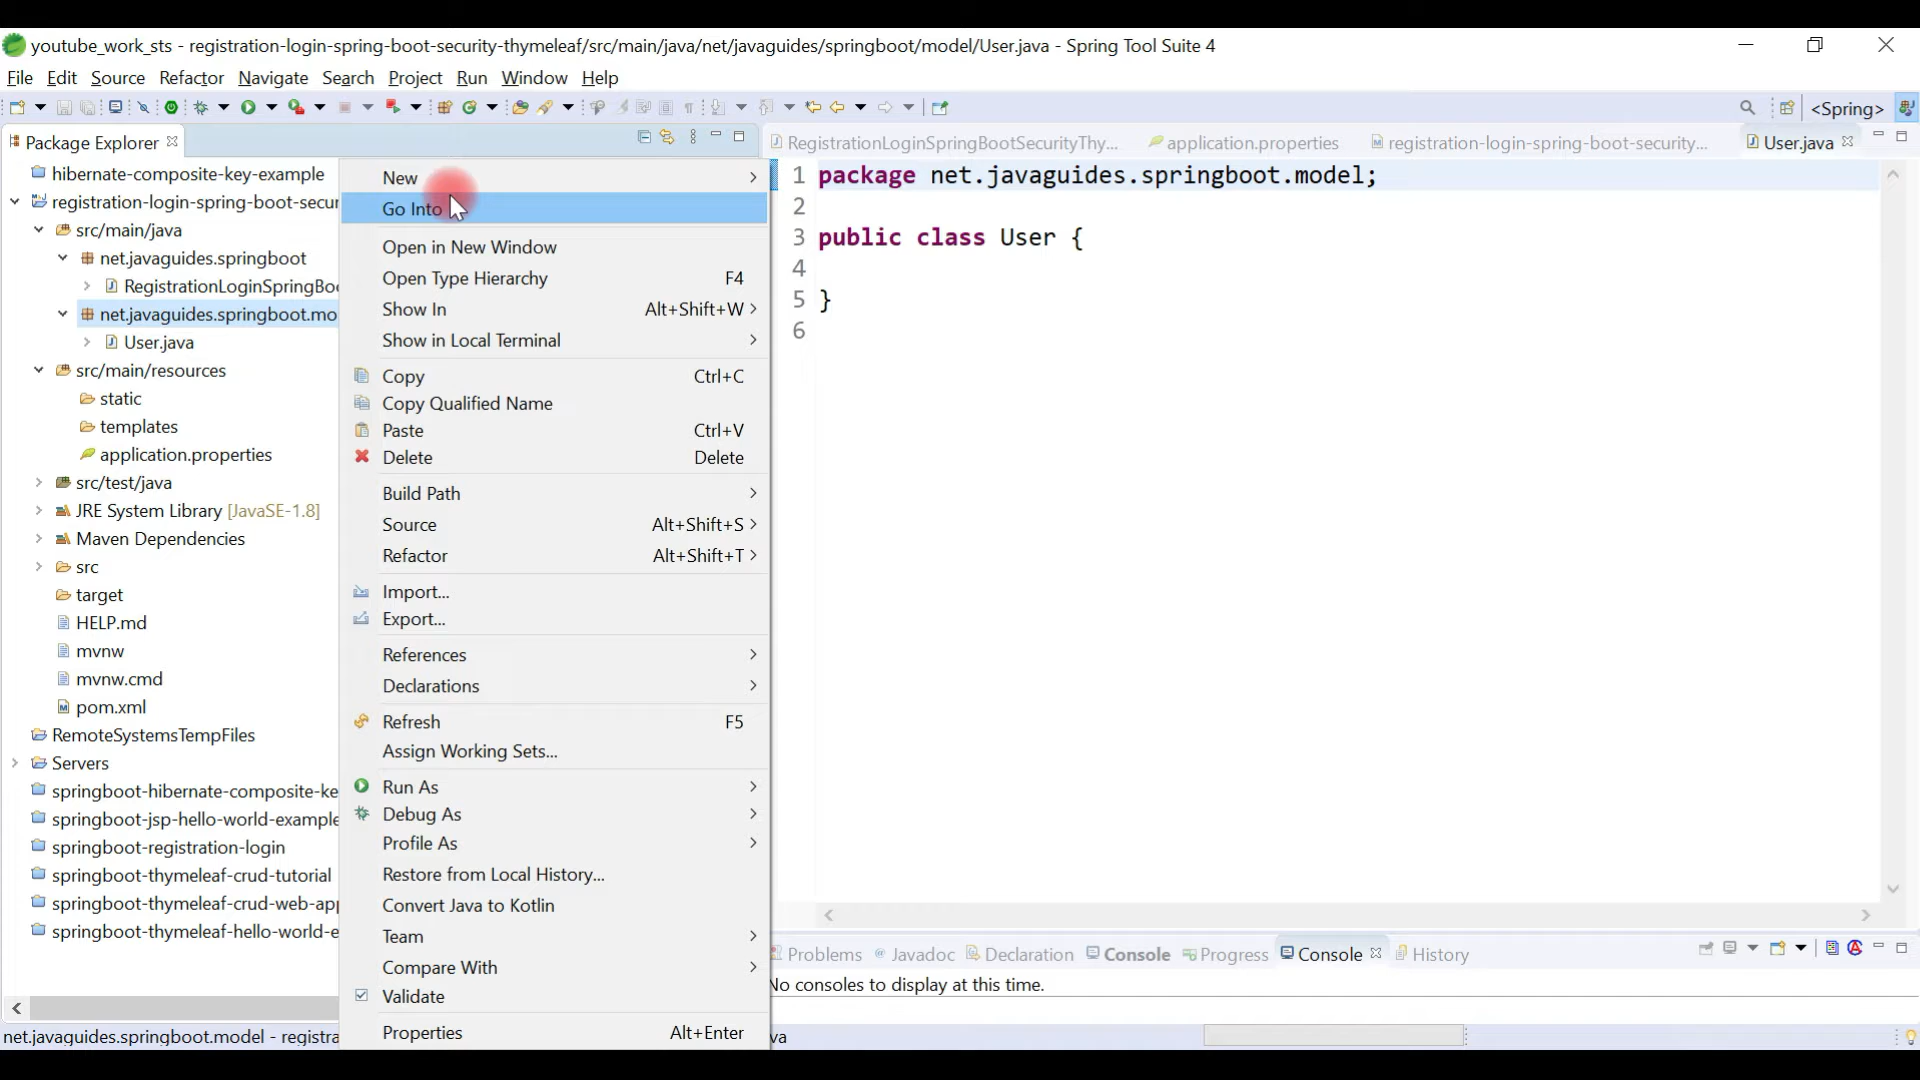 youtube_work_sts - registration-login-spring-boot-security-thymeleaf/src/main/java/net/javaguides/springboot/model/User.java - Spring Tool Suite 4
File Edit Source Refactor Navigate Search Project Run Window Help
<Spring>
Package Explorer
hibernate-composite-key-example
registration-login-spring-boot-secur
src/main/java
net.javaguides.springboot
RegistrationLoginSpringBoo
net.javaguides.springboot.mo
User.java
src/main/resources
static
templates
application.properties
src/test/java
JRE System Library [JavaSE-1.8]
Maven Dependencies
src
target
HELP.md
mvnw
mvnw.cmd
pom.xml
RemoteSystemsTempFiles
Servers
springboot-hibernate-composite-ke
springboot-jsp-hello-world-example
springboot-registration-login
springboot-thymeleaf-crud-tutorial
springboot-thymeleaf-crud-web-app
springboot-thymeleaf-hello-world-e
New
Go Into
Open in New Window
Open Type Hierarchy F4
Show In Alt+Shift+W
Show in Local Terminal
Copy Ctrl+C
Copy Qualified Name
Paste Ctrl+V
Delete Delete
Build Path
Source Alt+Shift+S
Refactor Alt+Shift+T
Import...
Export...
References
Declarations
Refresh F5
Assign Working Sets...
Run As
Debug As
Profile As
Restore from Local History...
Convert Java to Kotlin
Team
Compare With
Validate
Properties Alt+Enter
RegistrationLoginSpringBootSecurityThy... application.properties registration-login-spring-boot-security... User.java
1 package net.javaguides.springboot.model;
2
3 public class User {
4
5 }
6
Problems Javadoc Declaration Console Progress Console History
No consoles to display at this time.
net.javaguides.springboot.model - registra
va